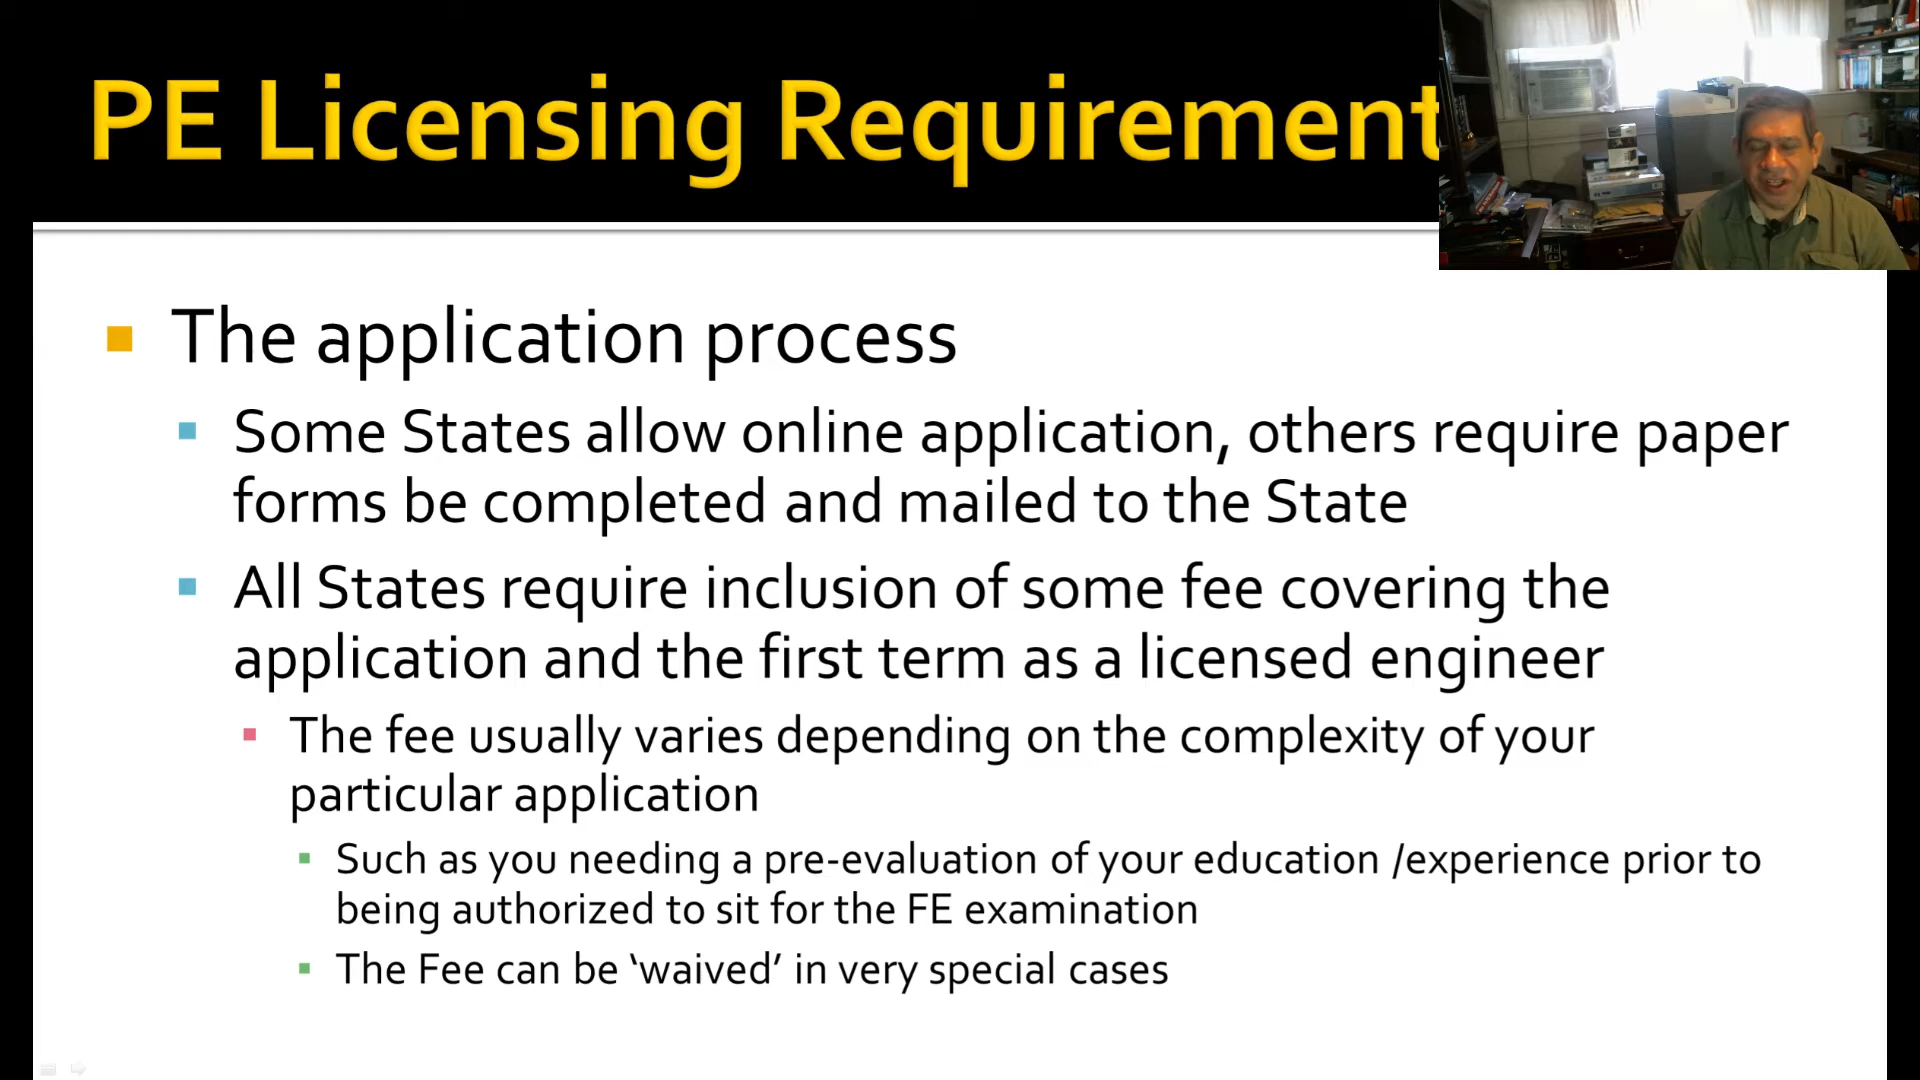 PE Licensing Requirement
The application process
Some States allow online application, others require paper
forms be completed and mailed to the State
All States require inclusion of some fee covering the
application and the first term as a licensed engineer
The fee usually varies depending on the complexity of your
particular application
Such as you needing a pre-evaluation of your education /experience prior to
being authorized to sit for the FE examination
The Fee can be ‘waived’ in very special cases